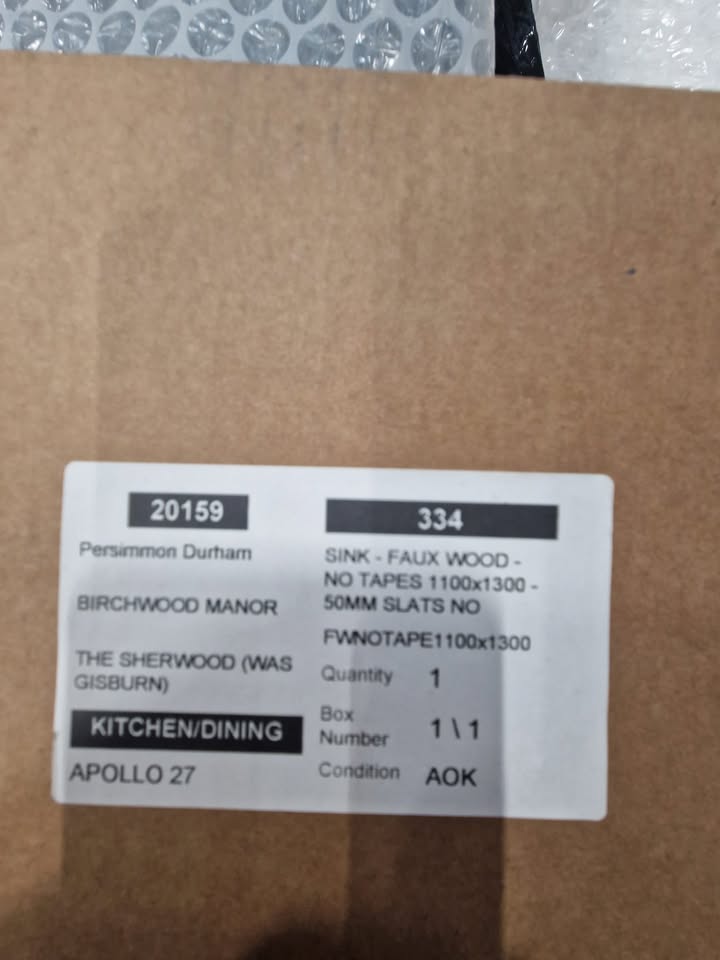 20159
Persimmon Durham
BIRCHWOOD MANOR
THE SHERWOOD (WAS
GISBURN)
KITCHEN/DINING
APOLLO 27
334
SINK - FAUX WOOD -
NO TAPES 1100x1300 -
50MM SLATS NO
FWNOTAPE1100x1300
Quantity 1
Box
Number 1 \ 1
Condition AOK